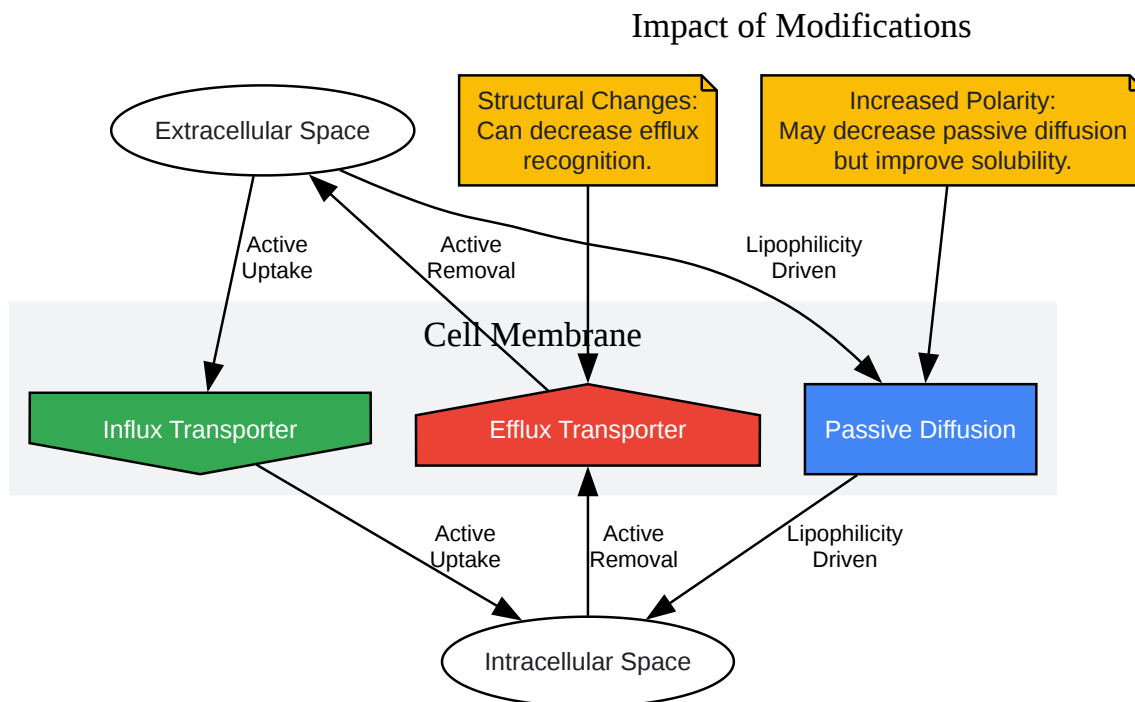 Impact of Modifications
Extracellular Space
Structural Changes:
Can decrease efflux
recognition.
Increased Polarity:
May decrease passive diffusion
but improve solubility.
Active
Uptake
Active
Removal
Lipophilicity
Driven
Cell Membrane
Influx Transporter
Efflux Transporter
Passive Diffusion
Active
Uptake
Active
Removal
Lipophilicity
Driven
Intracellular Space